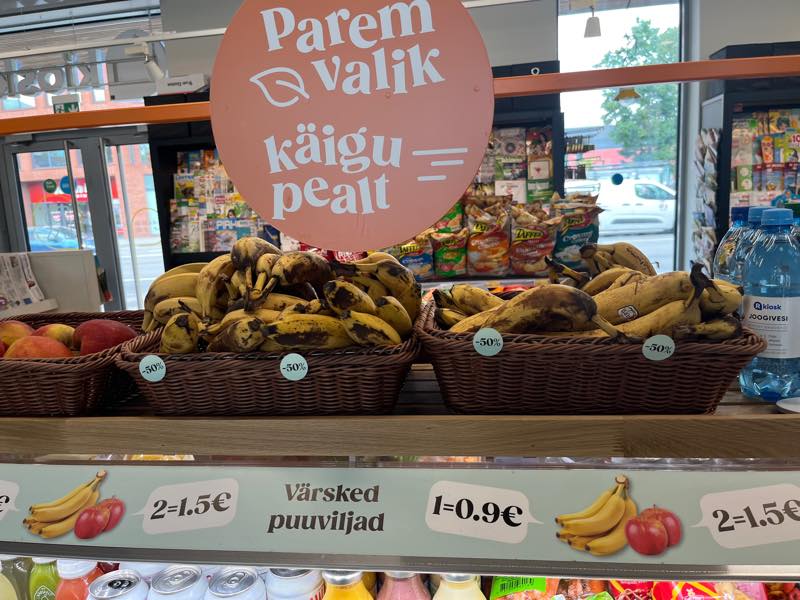 Parem
valik
käigu
pealt
-50%
-50%
-50%
-50%
R kiosk
JOOGIVESI
€
2=1.5€
Värsked
puuviljad
1=0.9€
2=1.5€